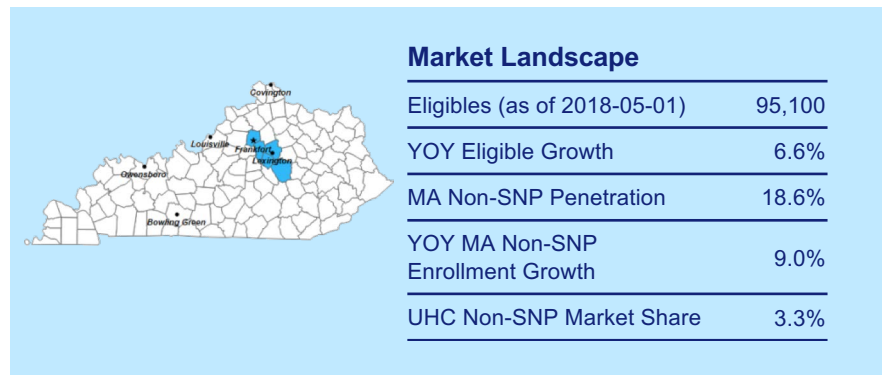 Market Landscape
Eligibles (as of 2018-05-01) 95,100
YOY Eligible Growth 6.6%
MA Non-SNP Penetration 18.6%
YOY MA Non-SNP
Enrollment Growth 9.0%
UHC Non-SNP Market Share 3.3%
Covington
Louisville
Frankfort
Lexington
Owensboro
Bowling Green